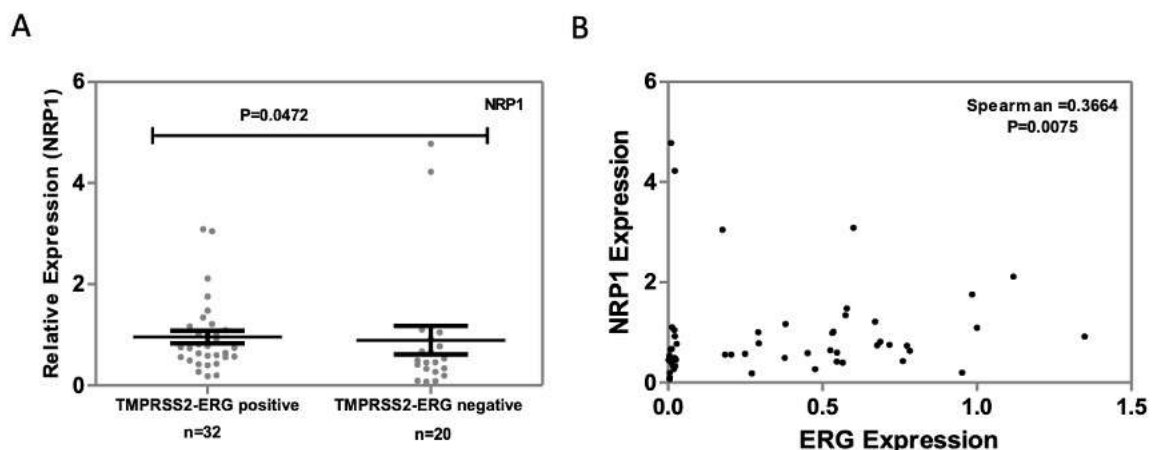 A
Relative Expression (NRP1)
6
4
2
0
P=0.0472
NRP1
TMPRSS2-ERG positive
n=32
TMPRSS2-ERG negative
n=20
B
NRP1 Expression
6
4
2
0
Spearman =0.3664
P=0.0075
0.0
0.5
1.0
1.5
ERG Expression